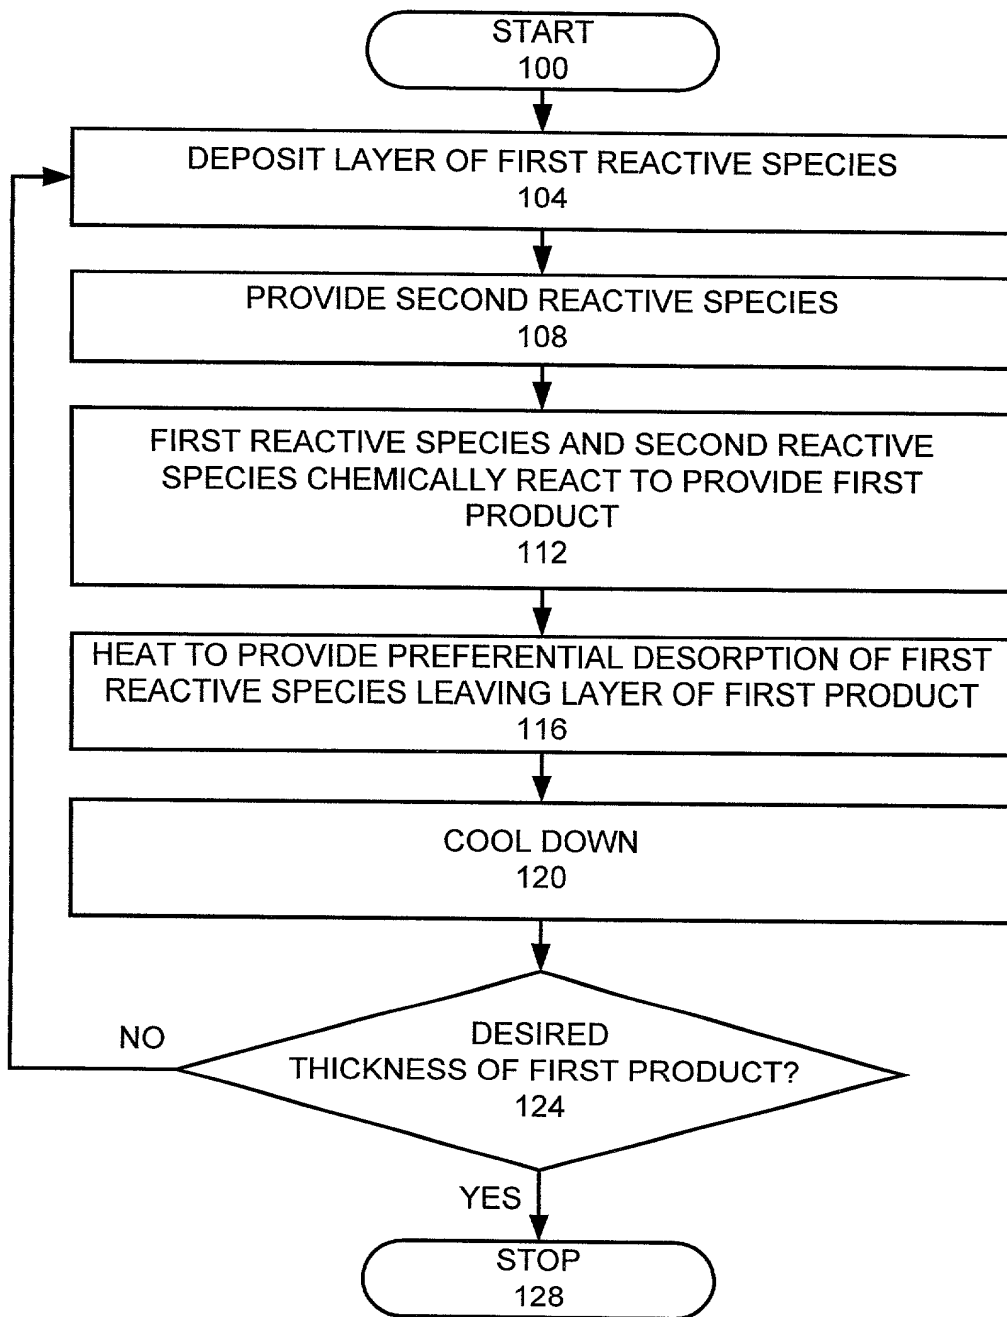 START
100
DEPOSIT LAYER OF FIRST REACTIVE SPECIES
104
PROVIDE SECOND REACTIVE SPECIES
108
FIRST REACTIVE SPECIES AND SECOND REACTIVE
SPECIES CHEMICALLY REACT TO PROVIDE FIRST
PRODUCT
112
HEAT TO PROVIDE PREFERENTIAL DESORPTION OF FIRST
REACTIVE SPECIES LEAVING LAYER OF FIRST PRODUCT
116
COOL DOWN
120
NO
DESIRED
THICKNESS OF FIRST PRODUCT?
124
YES
STOP
128